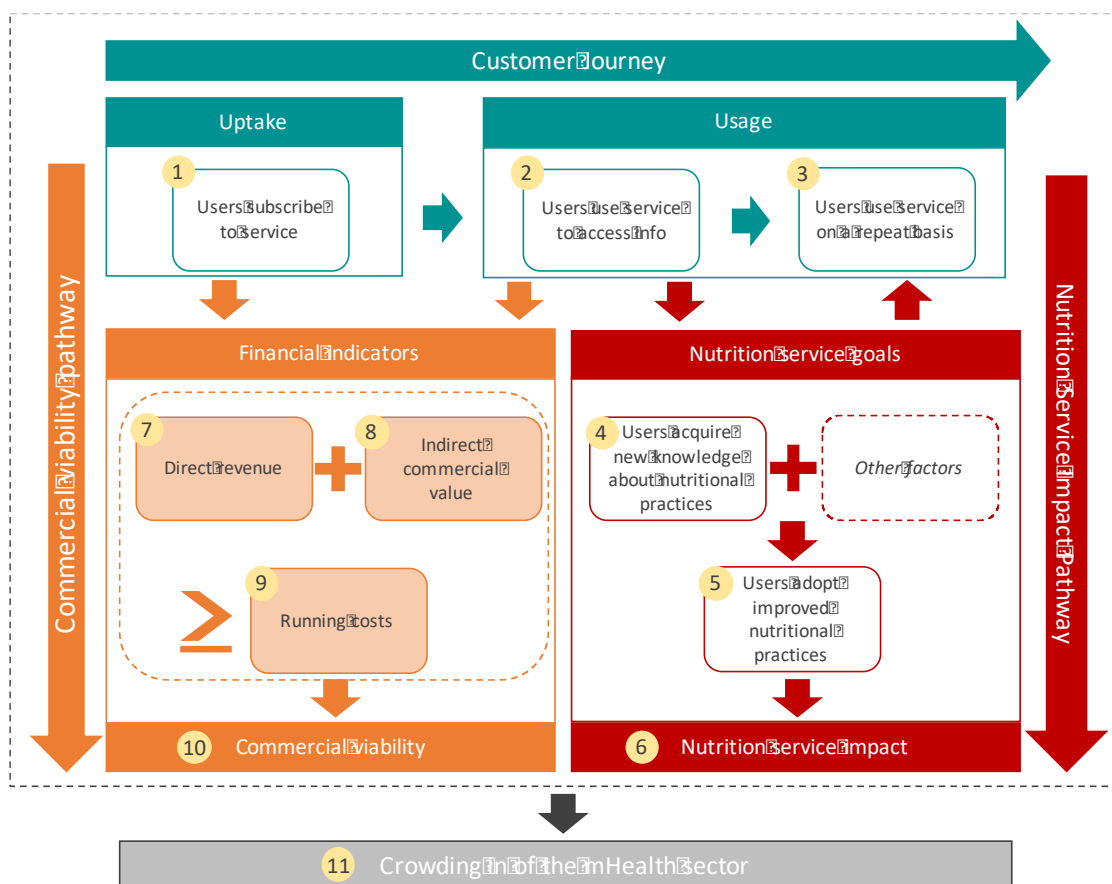 Customer Journey
Uptake
Usage
1
Users subscribe
to service
2
Users use service
to access info
3
Users use service
on a repeat basis
Commercial viability pathway
Nutrition Service Impact Pathway
Financial Indicators
Nutrition service goals
7
Direct revenue
8
Indirect
commercial
value
4
Users acquire
new knowledge
about nutritional
practices
Other factors
9
Running costs
5
Users adopt
improved
nutritional
practices
10 Commercial viability
6 Nutrition service impact
11 Crowding in of the mHealth sector